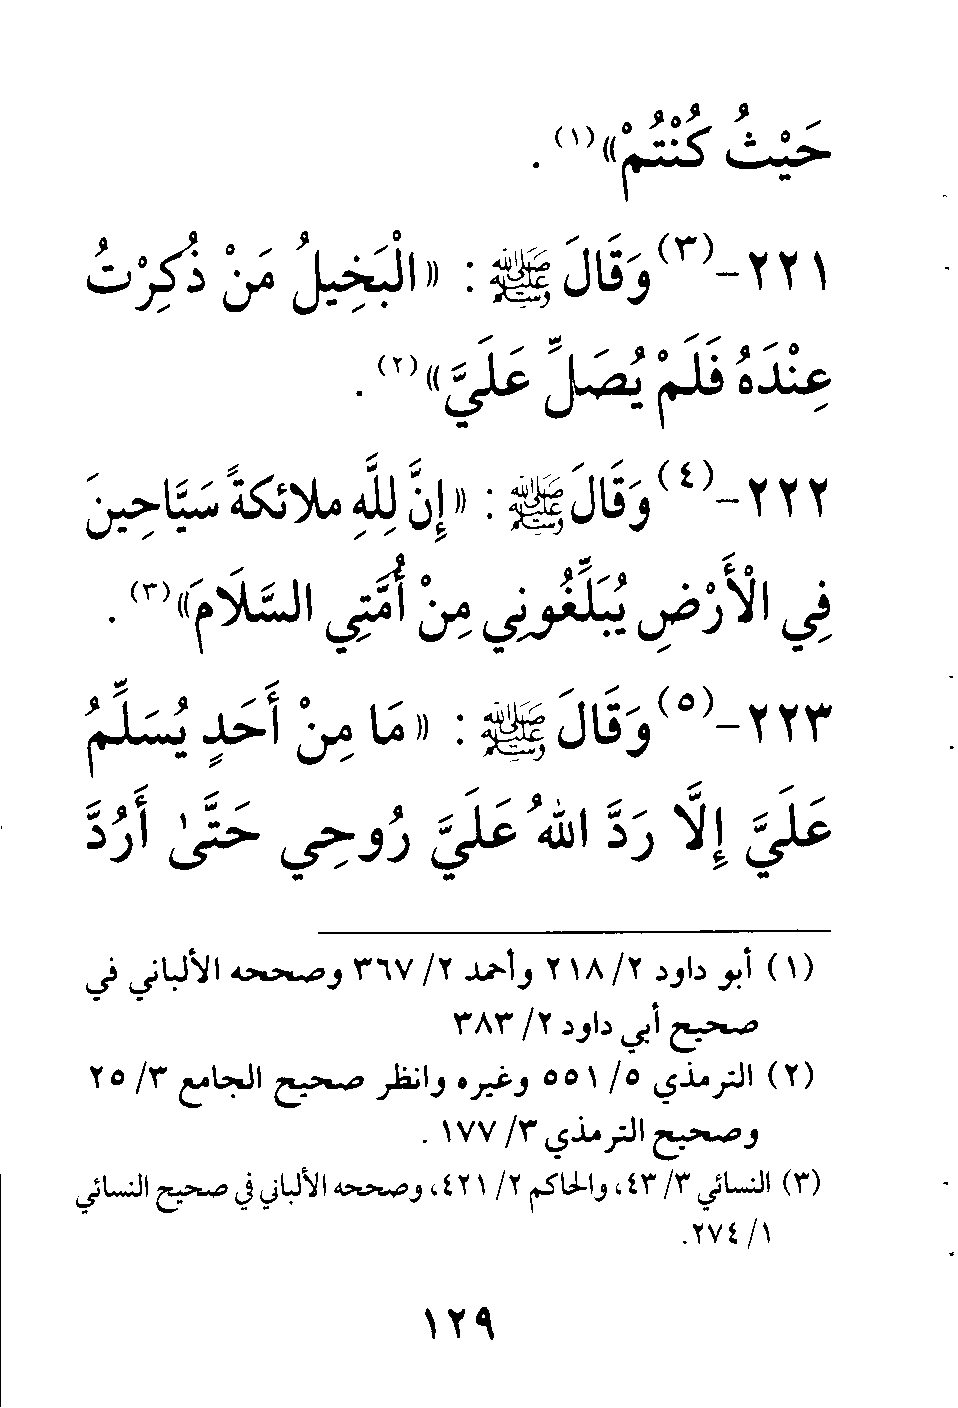 حَيْثُ كُنْتُمْ»(١) .
٢٢١-(٣)وَقَالَ ﷺ : «الْبَخِيلُ مَنْ ذُكِرْتُ
عِنْدَهُ فَلَمْ يُصَلِّ عَلَيَّ»(٢) .
٢٢٢-(٤)وَقَالَ ﷺ : «إِنَّ لِلَّهِ ملائكةً سَيَّاحِينَ
فِي الْأَرْضِ يُبَلِّغُونِي مِنْ أُمَّتِي السَّلَامَ»(٣) .
٢٢٣-(٥)وَقَالَ ﷺ : «مَا مِنْ أَحَدٍ يُسَلِّمُ
عَلَيَّ إِلَّا رَدَّ اللهُ عَلَيَّ رُوحِي حَتَّىٰ أَرُدَّ
(١) أبو داود ٢/ ٢١٨ وأحمد ٢/ ٣٦٧ وصححه الألباني في
صحيح أبي داود ٢/ ٣٨٣
(٢) الترمذي ٥/ ٥٥١ وغيره وانظر صحيح الجامع ٣/ ٢٥
وصحيح الترمذي ٣/ ١٧٧ .
(٣) النسائي ٣/ ٤٣، والحاكم ٢/ ٤٢١، وصححه الألباني في صحيح النسائي
١/ ٢٧٤.
١٢٩